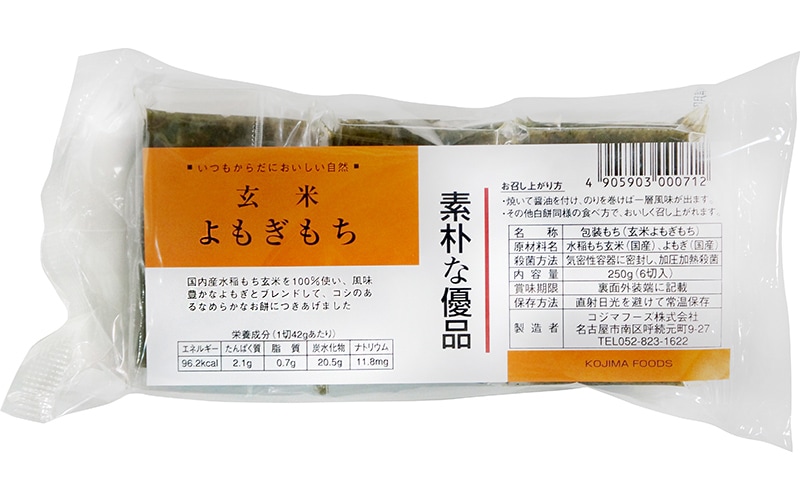 ■ いつもからだにおいしい自然 ■
玄米
よもぎもち
国内産水稲もち玄米を100%使い、風味
豊かなよもぎとブレンドして、コシのあ
るなめらかなお餅につきあげました
栄養成分(1切42gあたり)
エネルギー たんぱく質 脂質 炭水化物 ナトリウム
96.2kcal 2.1g 0.7g 20.5g 11.8mg
素朴な優品
4 905903 000712
お召し上がり方
・焼いて醤油を付け、のりを巻けば一層風味が出ます。
・その他白餅同様の食べ方で、おいしく召し上がれます。
名称 包装もち(玄米よもぎもち)
原材料名 水稲もち玄米(国産)、よもぎ(国産)
殺菌方法 気密性容器に密封し、加圧加熱殺菌
内容量 250g(6切入)
賞味期限 裏面外装端に記載
保存方法 直射日光を避けて常温保存
製造者 コジマフーズ株式会社
名古屋市南区呼続元町9-27
TEL052-823-1622
KOJIMA FOODS